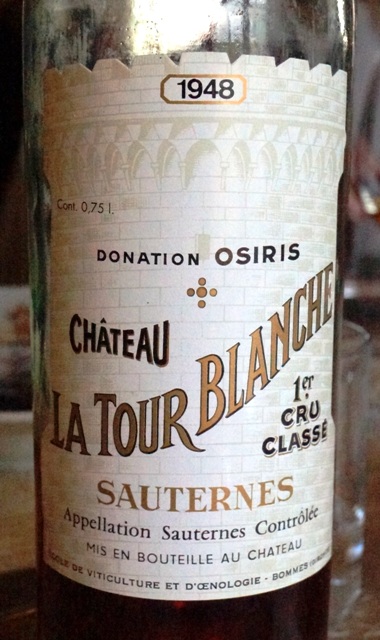 1948
Cont. 0,75 l.
DONATION OSIRIS
CHÂTEAU
LA TOUR BLANCHE
1er
CRU
CLASSÉ
SAUTERNES
Appellation Sauternes Contrôlée
MIS EN BOUTEILLE AU CHATEAU
ÉCOLE DE VITICULTURE ET D'ŒNOLOGIE - BOMMES